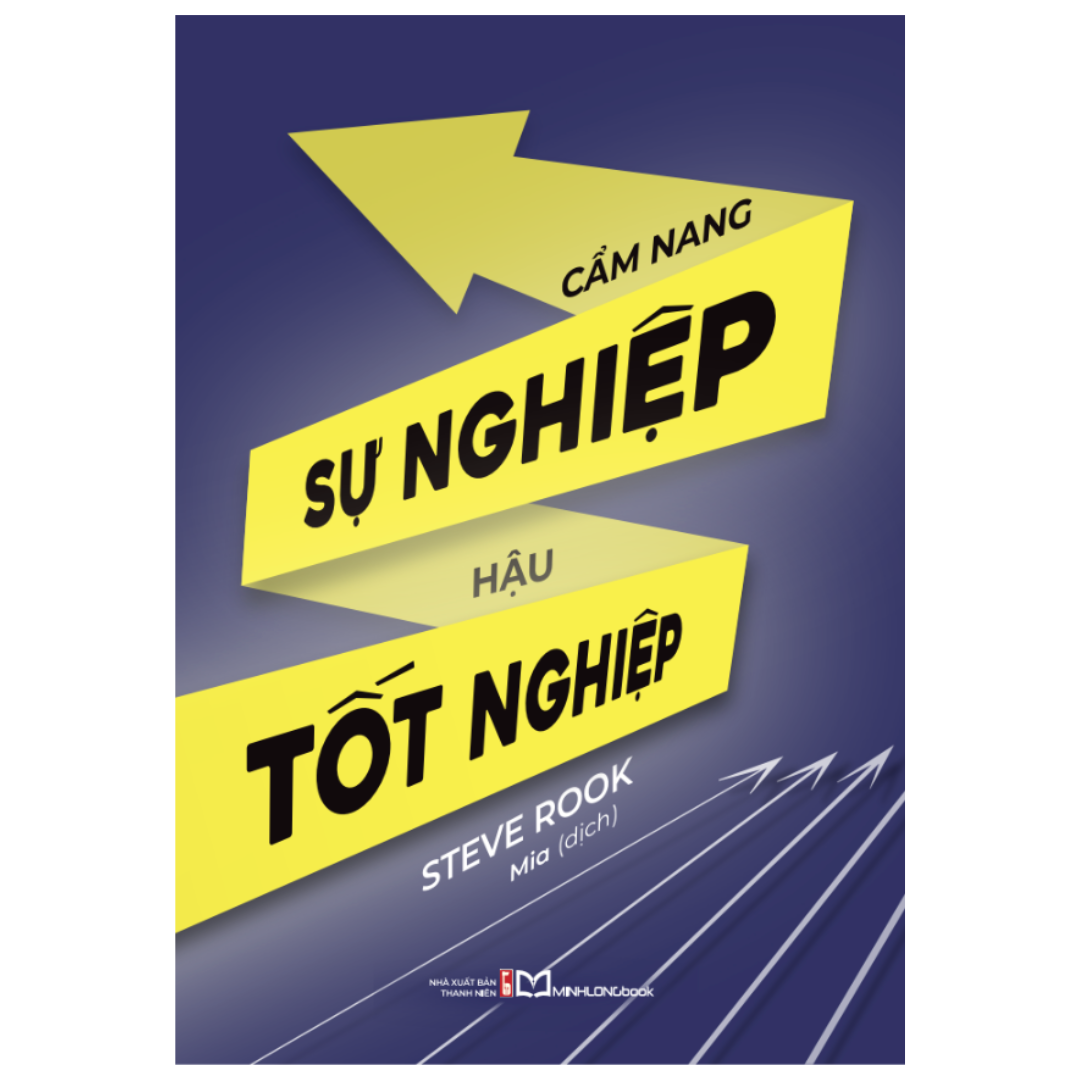 CẨM NANG
SỰ NGHIỆP
HẬU
TỐT NGHIỆP
STEVE ROOK
Mia (dịch)
NHÀ XUẤT BẢN
THANH NIÊN
MINHLONGbook